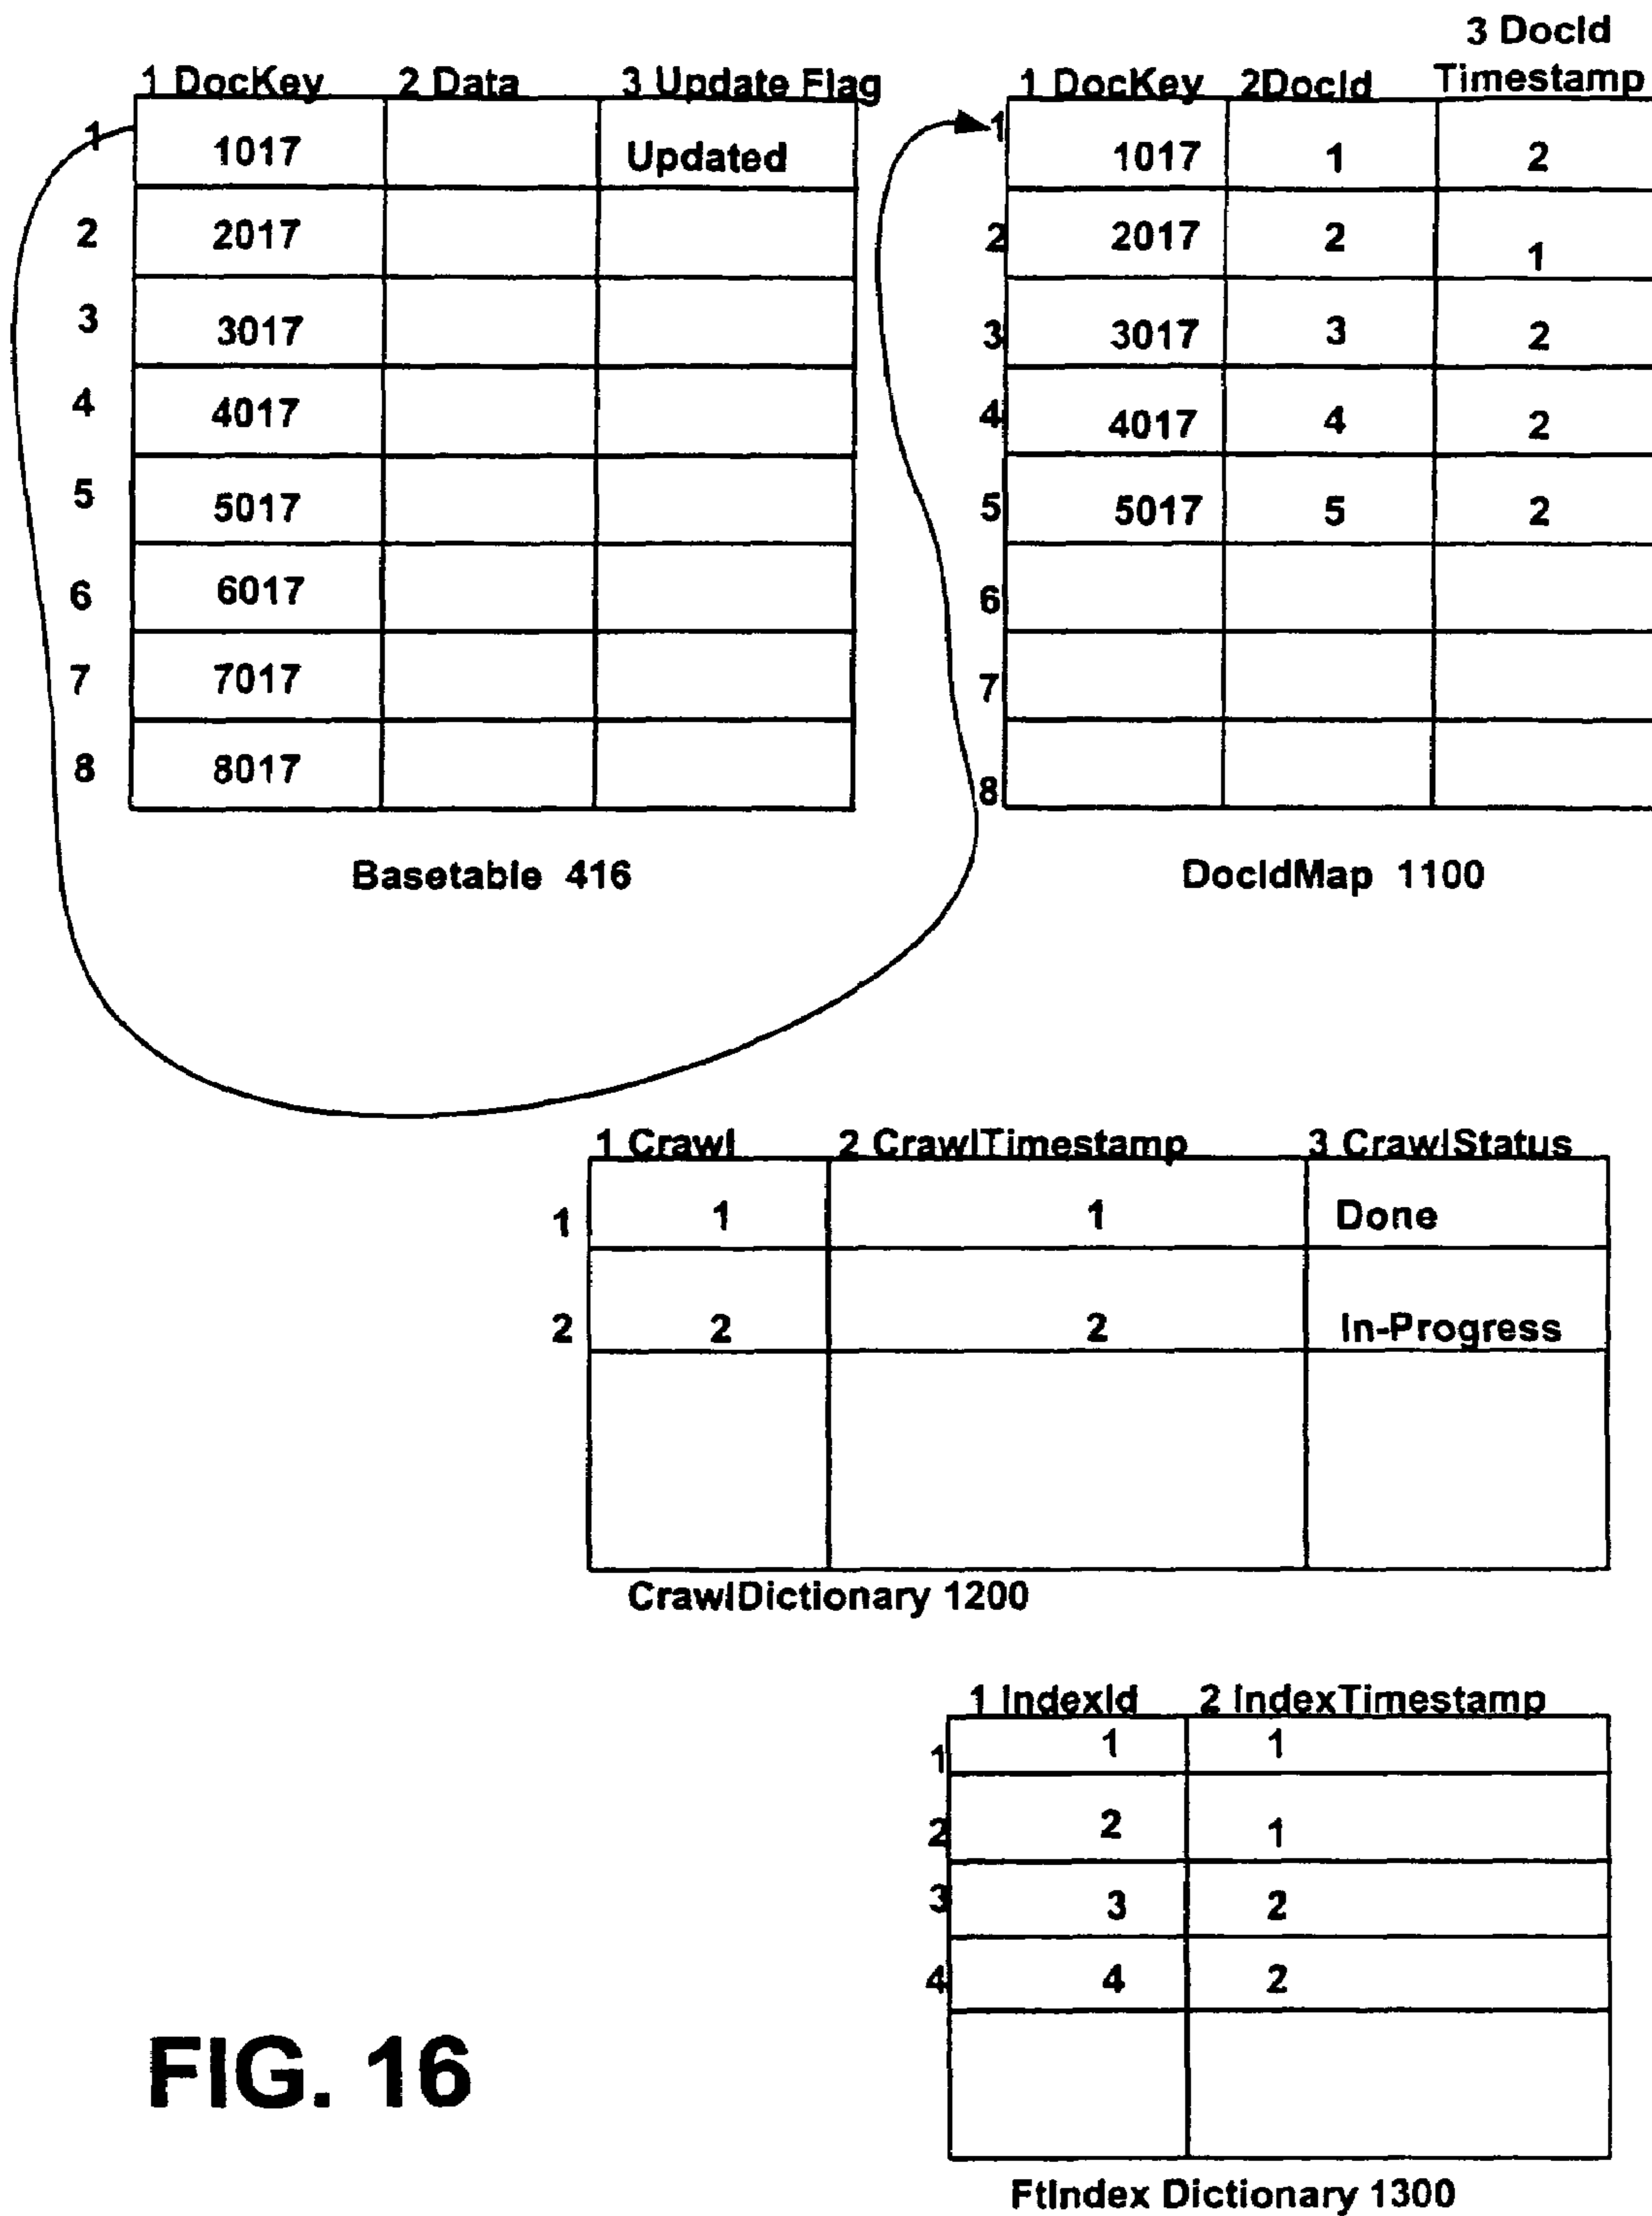 1 DocKey 2 Data 3 Update Flag
1 1017 Updated
2 2017
3 3017
4 4017
5 5017
6 6017
7 7017
8 8017
Basetable 416
3 DocId
1 DocKey 2DocId Timestamp
1 1017 1 2
2 2017 2 1
3 3017 3 2
4 4017 4 2
5 5017 5 2
6
7
8
DocIdMap 1100
1 Crawl 2 CrawlTimestamp 3 CrawlStatus
1 1 1 Done
2 2 2 In-Progress
CrawlDictionary 1200
1 IndexId 2 IndexTimestamp
1 1 1
2 2 1
3 3 2
4 4 2
FtIndex Dictionary 1300
FIG. 16